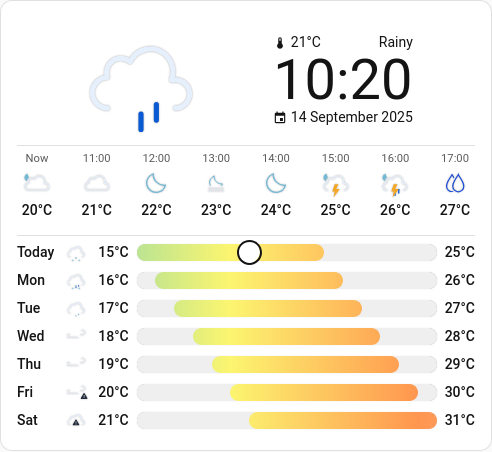 21°C Rainy
10:20
14 September 2025
Now 11:00 12:00 13:00 14:00 15:00 16:00 17:00
20°C 21°C 22°C 23°C 24°C 25°C 26°C 27°C
Today 15°C 25°C
Mon 16°C 26°C
Tue 17°C 27°C
Wed 18°C 28°C
Thu 19°C 29°C
Fri 20°C 30°C
Sat 21°C 31°C